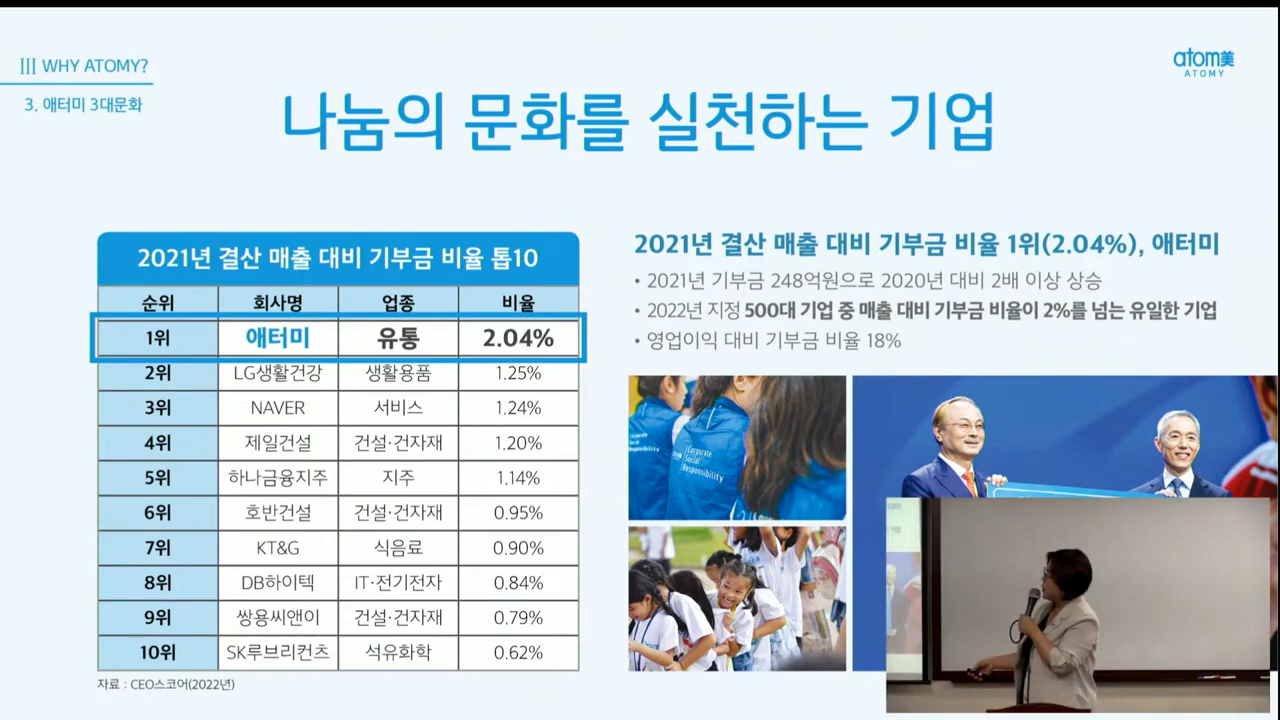 WHY ATOMY?
3. 애터미 3대문화
atom美
ATOMY
나눔의 문화를 실천하는 기업
2021년 결산 매출 대비 기부금 비율 톱10
순위 회사명 업종 비율
1위 애터미 유통 2.04%
2위 LG생활건강 생활용품 1.25%
3위 NAVER 서비스 1.24%
4위 제일건설 건설·건자재 1.20%
5위 하나금융지주 지주 1.14%
6위 호반건설 건설·건자재 0.95%
7위 KT&G 식음료 0.90%
8위 DB하이텍 IT·전기전자 0.84%
9위 쌍용씨앤이 건설·건자재 0.79%
10위 SK루브리컨츠 석유화학 0.62%
자료 : CEO스코어(2022년)
2021년 결산 매출 대비 기부금 비율 1위(2.04%), 애터미
• 2021년 기부금 248억원으로 2020년 대비 2배 이상 상승
• 2022년 지정 500대 기업 중 매출 대비 기부금 비율이 2%를 넘는 유일한 기업
• 영업이익 대비 기부금 비율 18%
Corporate
Social
Responsibility